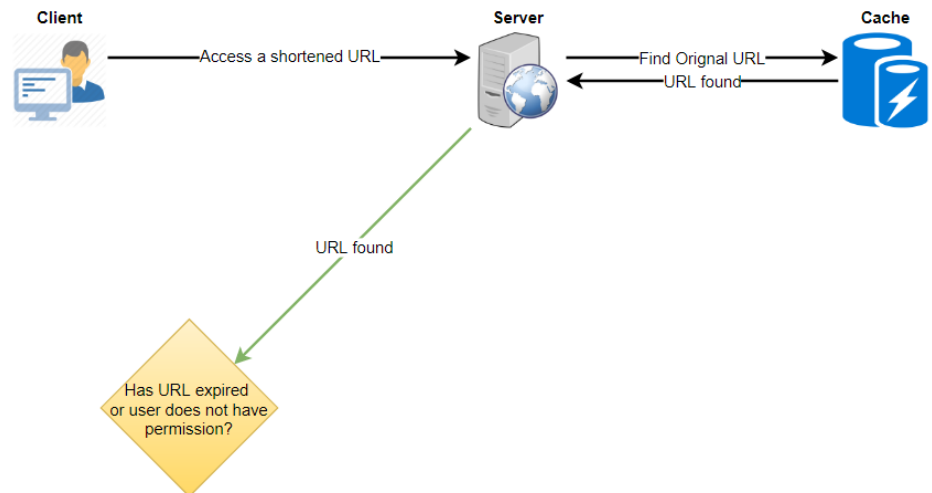 Client
Server
Cache
Access a shortened URL
Find Orignal URL
URL found
URL found
Has URL expired
or user does not have
permission?